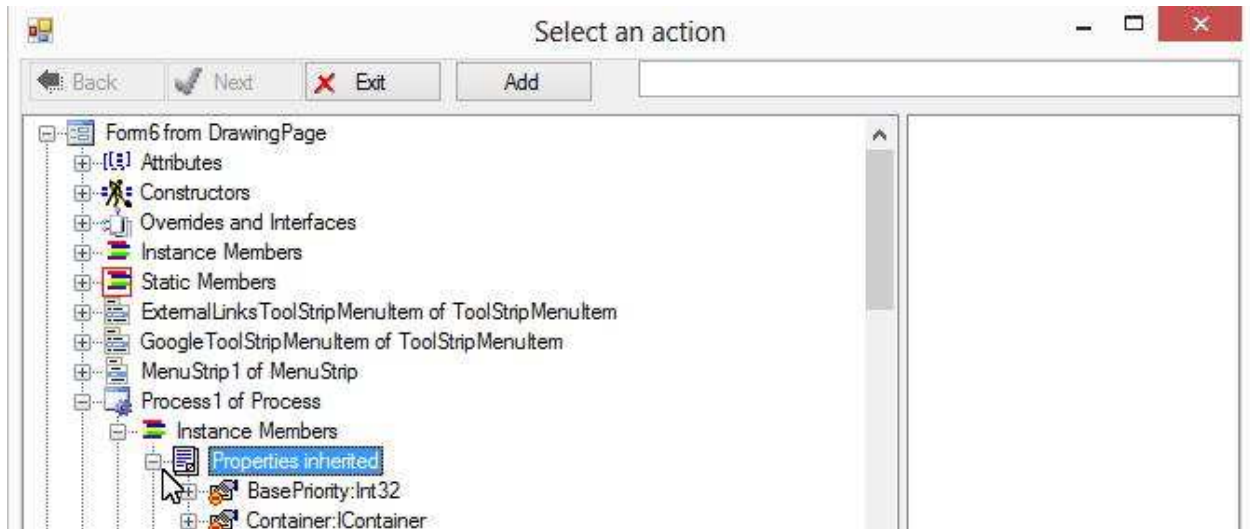 Select an action
Back Next Exit Add
Form6 from DrawingPage
Attributes
Constructors
Overrides and Interfaces
Instance Members
Static Members
ExternalLinksToolStripMenuItem of ToolStripMenuItem
GoogleToolStripMenuItem of ToolStripMenuItem
MenuStrip1 of MenuStrip
Process1 of Process
Instance Members
Properties inherited
BasePriority:Int32
Container:IContainer